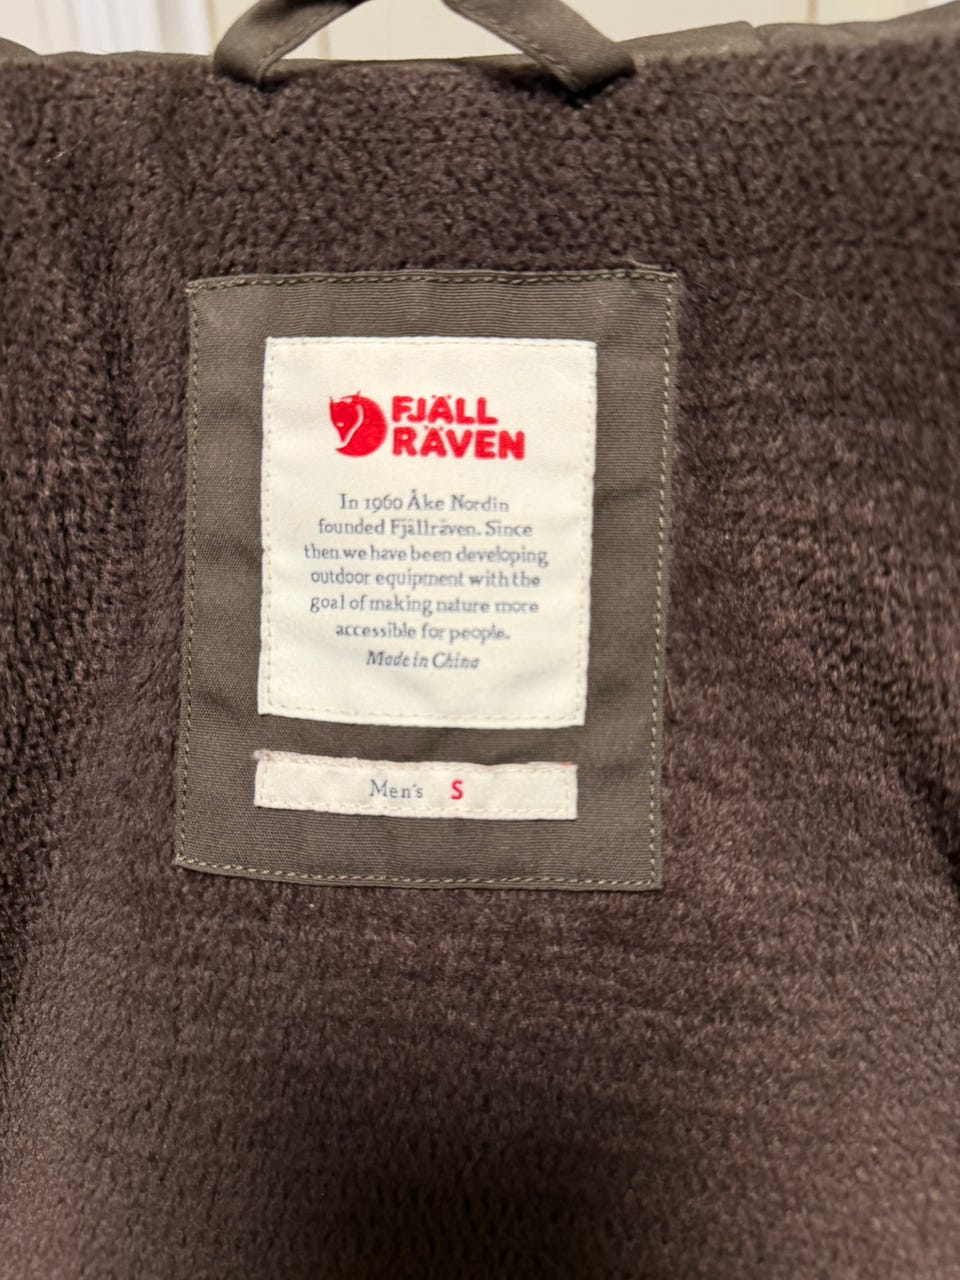 FJÄLL
RÄVEN
In 1960 Åke Nordin
founded Fjällräven. Since
then we have been developing
outdoor equipment with the
goal of making nature more
accessible for people.
Made in China
Men's S